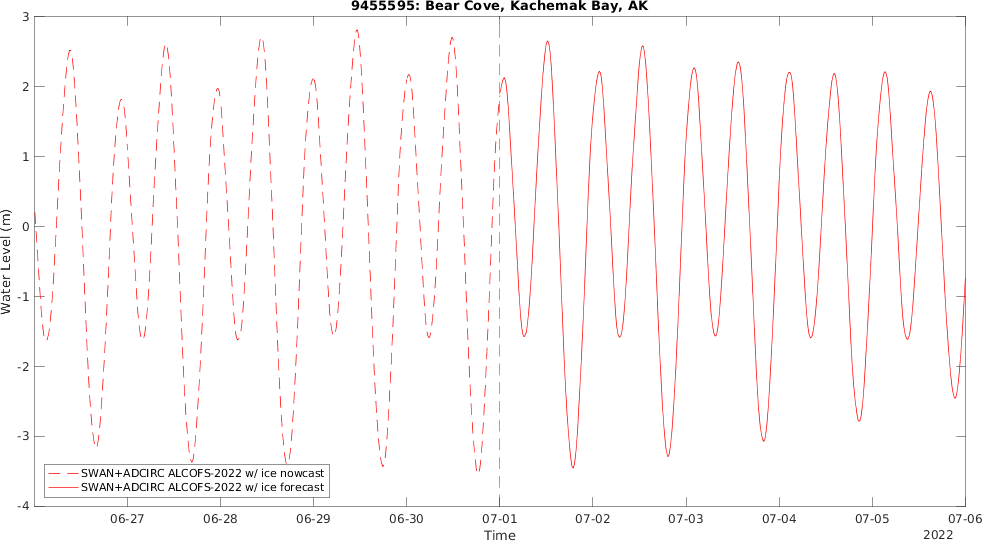 9455595: Bear Cove, Kachemak Bay, AK
3
2
1
0
-1
-2
-3
-4
Water Level (m)
SWAN+ADCIRC ALCOFS-2022 w/ ice nowcast
SWAN+ADCIRC ALCOFS-2022 w/ ice forecast
06-27 06-28 06-29 06-30 07-01 07-02 07-03 07-04 07-05 07-06
Time
2022